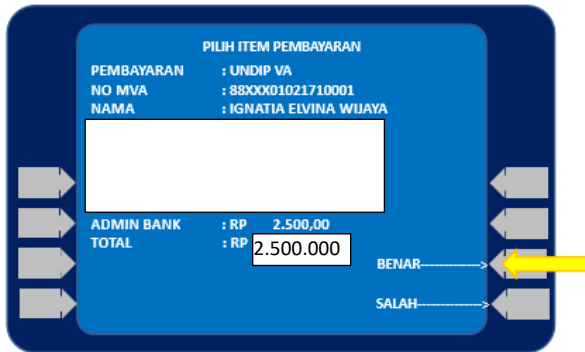 PILIH ITEM PEMBAYARAN
PEMBAYARAN : UNDIP VA
NO MVA : 88XXX01021710001
NAMA : IGNATIA ELVINA WIJAYA
ADMIN BANK : RP 2.500,00
TOTAL : RP 2.500.000
BENAR------------->
SALAH-------------->